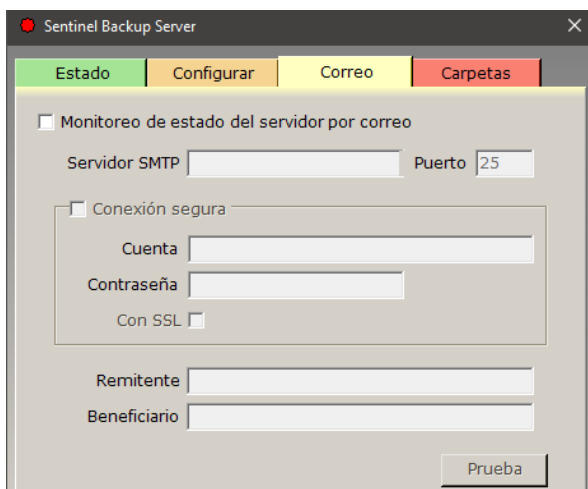 Sentinel Backup Server
Estado Configurar Correo Carpetas
Monitoreo de estado del servidor por correo
Servidor SMTP Puerto 25
Conexión segura
Cuenta
Contraseña
Con SSL
Remitente
Beneficiario
Prueba